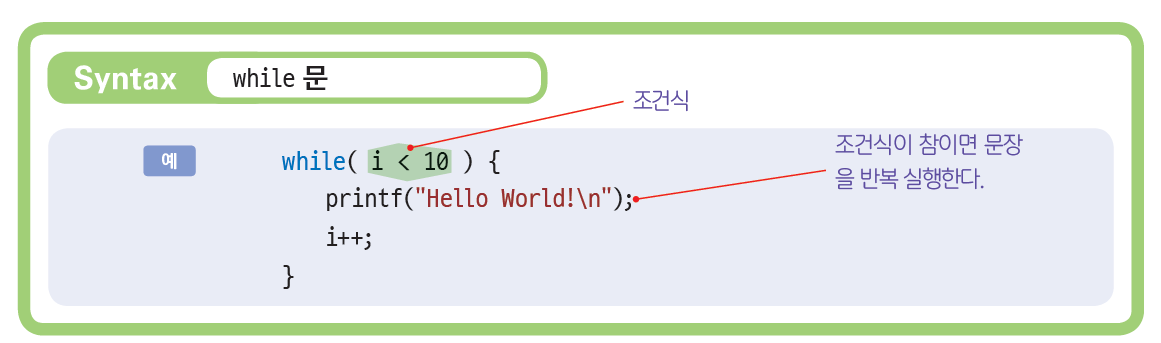 Syntax while 문
조건식
예 while( i < 10 ) {
조건식이 참이면 문장
을 반복 실행한다.
printf("Hello World!\n");
i++;
}